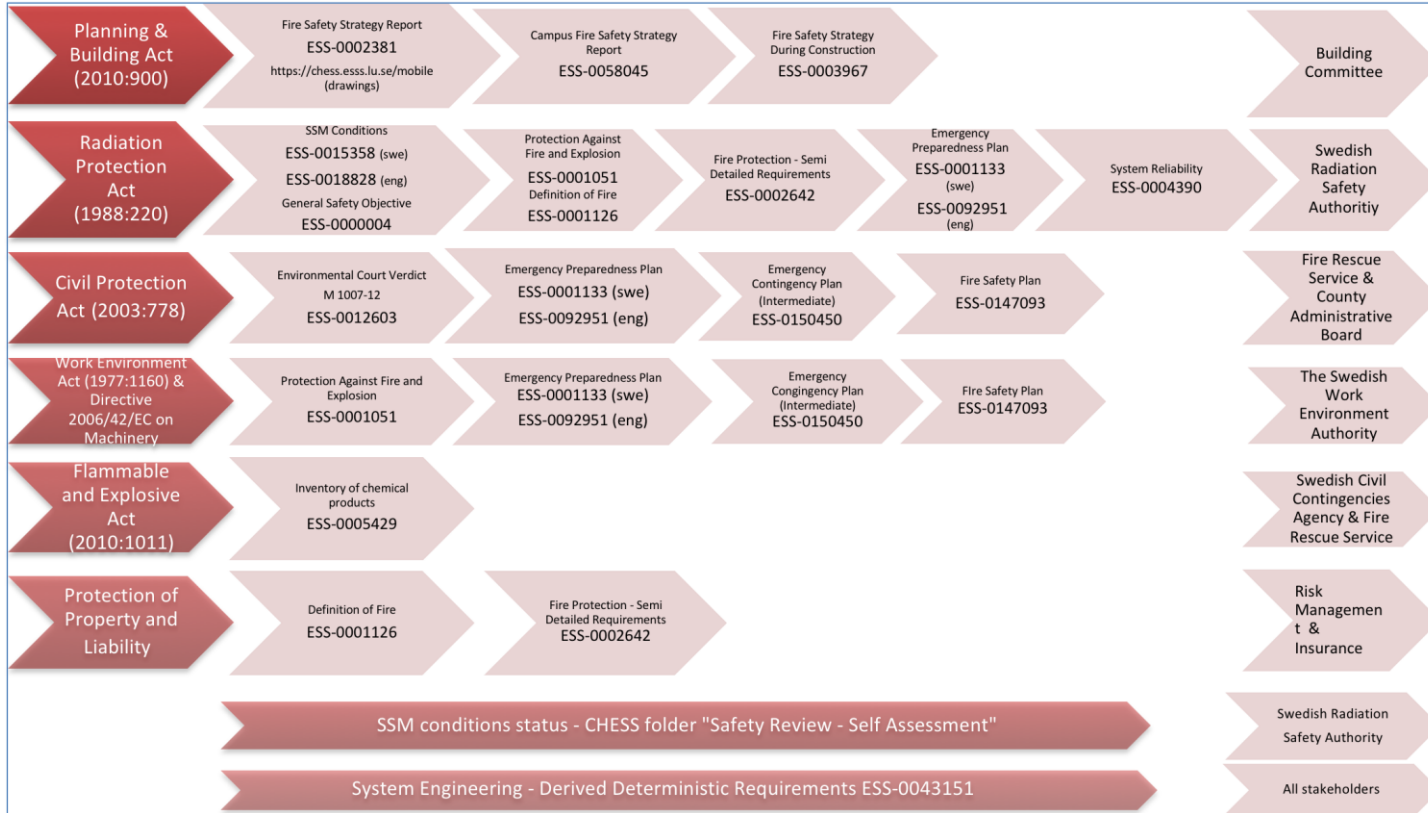 Planning &
Building Act
(2010:900)
Fire Safety Strategy Report
ESS-0002381
https://chess.esss.lu.se/mobile
(drawings)
Campus Fire Safety Strategy
Report
ESS-0058045
Fire Safety Strategy
During Construction
ESS-0003967
Building
Committee
Radiation
Protection
Act
(1988:220)
SSM Conditions
ESS-0015358 (swe)
ESS-0018828 (eng)
General Safety Objective
ESS-0000004
Protection Against
Fire and Explosion
ESS-0001051
Definition of Fire
ESS-0001126
Fire Protection - Semi
Detailed Requirements
ESS-0002642
Emergency
Preparedness Plan
ESS-0001133
(swe)
ESS-0092951
(eng)
System Reliability
ESS-0004390
Swedish
Radiation
Safety
Authoritiy
Civil Protection
Act (2003:778)
Environmental Court Verdict
M 1007-12
ESS-0012603
Emergency Preparedness Plan
ESS-0001133 (swe)
ESS-0092951 (eng)
Emergency
Contingency Plan
(Intermediate)
ESS-0150450
Fire Safety Plan
ESS-0147093
Fire Rescue
Service &
County
Administrative
Board
Work Environment
Act (1977:1160) &
Directive
2006/42/EC on
Machinery
Protection Against Fire and
Explosion
ESS-0001051
Emergency Preparedness Plan
ESS-0001133 (swe)
ESS-0092951 (eng)
Emergency
Congingency Plan
(Intermediate)
ESS-0150450
FIre Safety Plan
ESS-0147093
The Swedish
Work
Environment
Authority
Flammable
and Explosive
Act
(2010:1011)
Inventory of chemical
products
ESS-0005429
Swedish Civil
Contingencies
Agency & Fire
Rescue Service
Protection of
Property and
Liability
Definition of Fire
ESS-0001126
Fire Protection - Semi
Detailed Requirements
ESS-0002642
Risk
Managemen
t &
Insurance
SSM conditions status - CHESS folder "Safety Review - Self Assessment"
Swedish Radiation
Safety Authority
System Engineering - Derived Deterministic Requirements ESS-0043151
All stakeholders